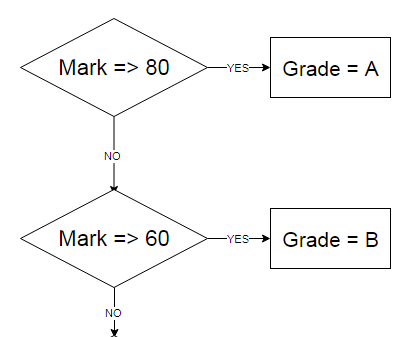 Mark => 80
YES
Grade = A
NO
Mark => 60
YES
Grade = B
NO